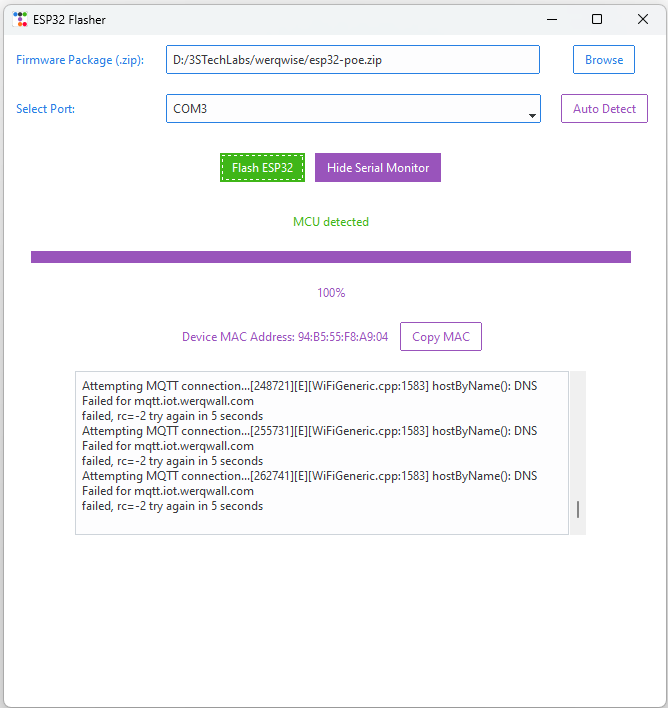 ESP32 Flasher
Firmware Package (.zip): D:/3STechLabs/werqwise/esp32-poe.zip Browse
Select Port: COM3 Auto Detect
Flash ESP32 Hide Serial Monitor
MCU detected
100%
Device MAC Address: 94:B5:55:F8:A9:04 Copy MAC
Attempting MQTT connection...[248721][E][WiFiGeneric.cpp:1583] hostByName(): DNS
Failed for mqtt.iot.werqwall.com
failed, rc=-2 try again in 5 seconds
Attempting MQTT connection...[255731][E][WiFiGeneric.cpp:1583] hostByName(): DNS
Failed for mqtt.iot.werqwall.com
failed, rc=-2 try again in 5 seconds
Attempting MQTT connection...[262741][E][WiFiGeneric.cpp:1583] hostByName(): DNS
Failed for mqtt.iot.werqwall.com
failed, rc=-2 try again in 5 seconds